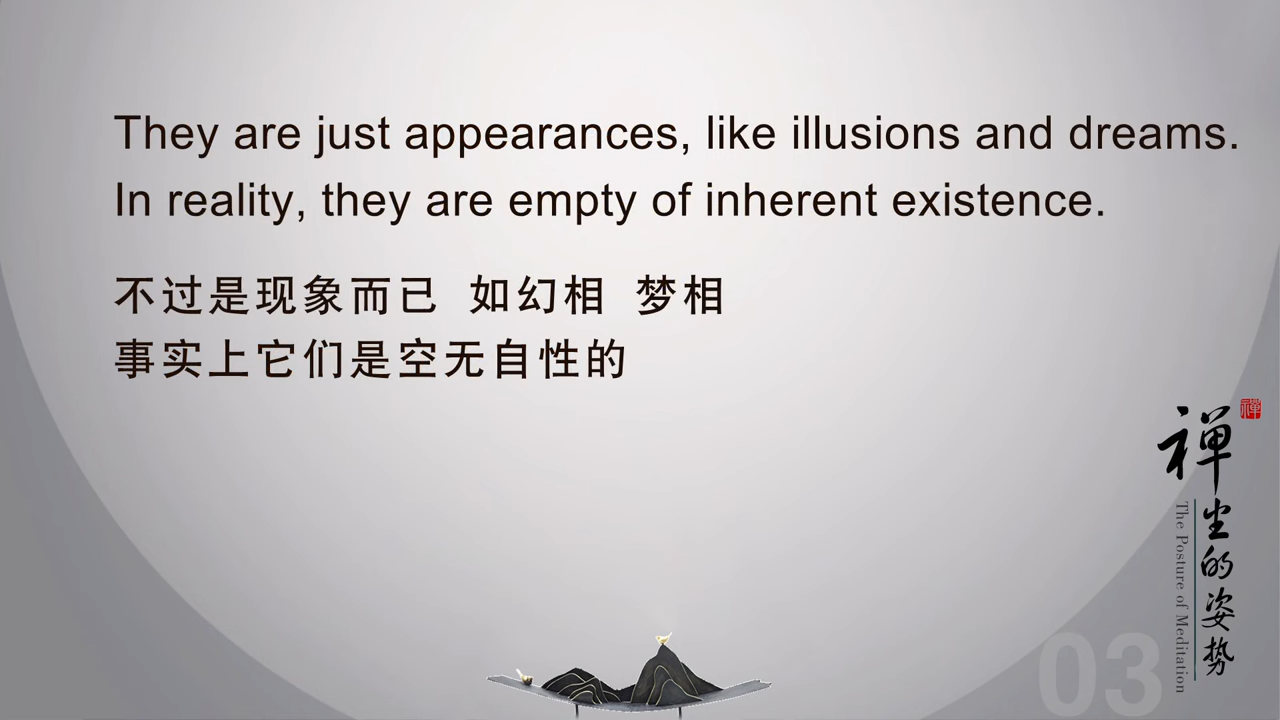 They are just appearances, like illusions and dreams.
In reality, they are empty of inherent existence.
不过是现象而已 如幻相 梦相
事实上它们是空无自性的
禅坐的姿势
禪
The Posture of Meditation
03